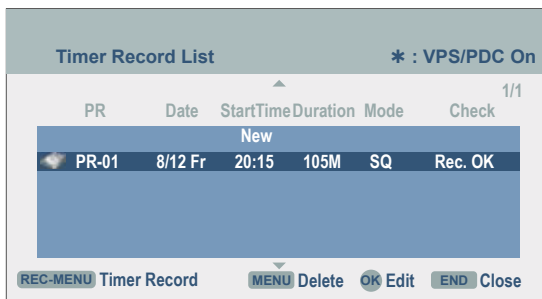 Timer Record List ✱ : VPS/PDC On
1/1
PR Date StartTime Duration Mode Check
New
PR-01 8/12 Fr 20:15 105M SQ Rec. OK
REC-MENU Timer Record MENU Delete OK Edit END Close